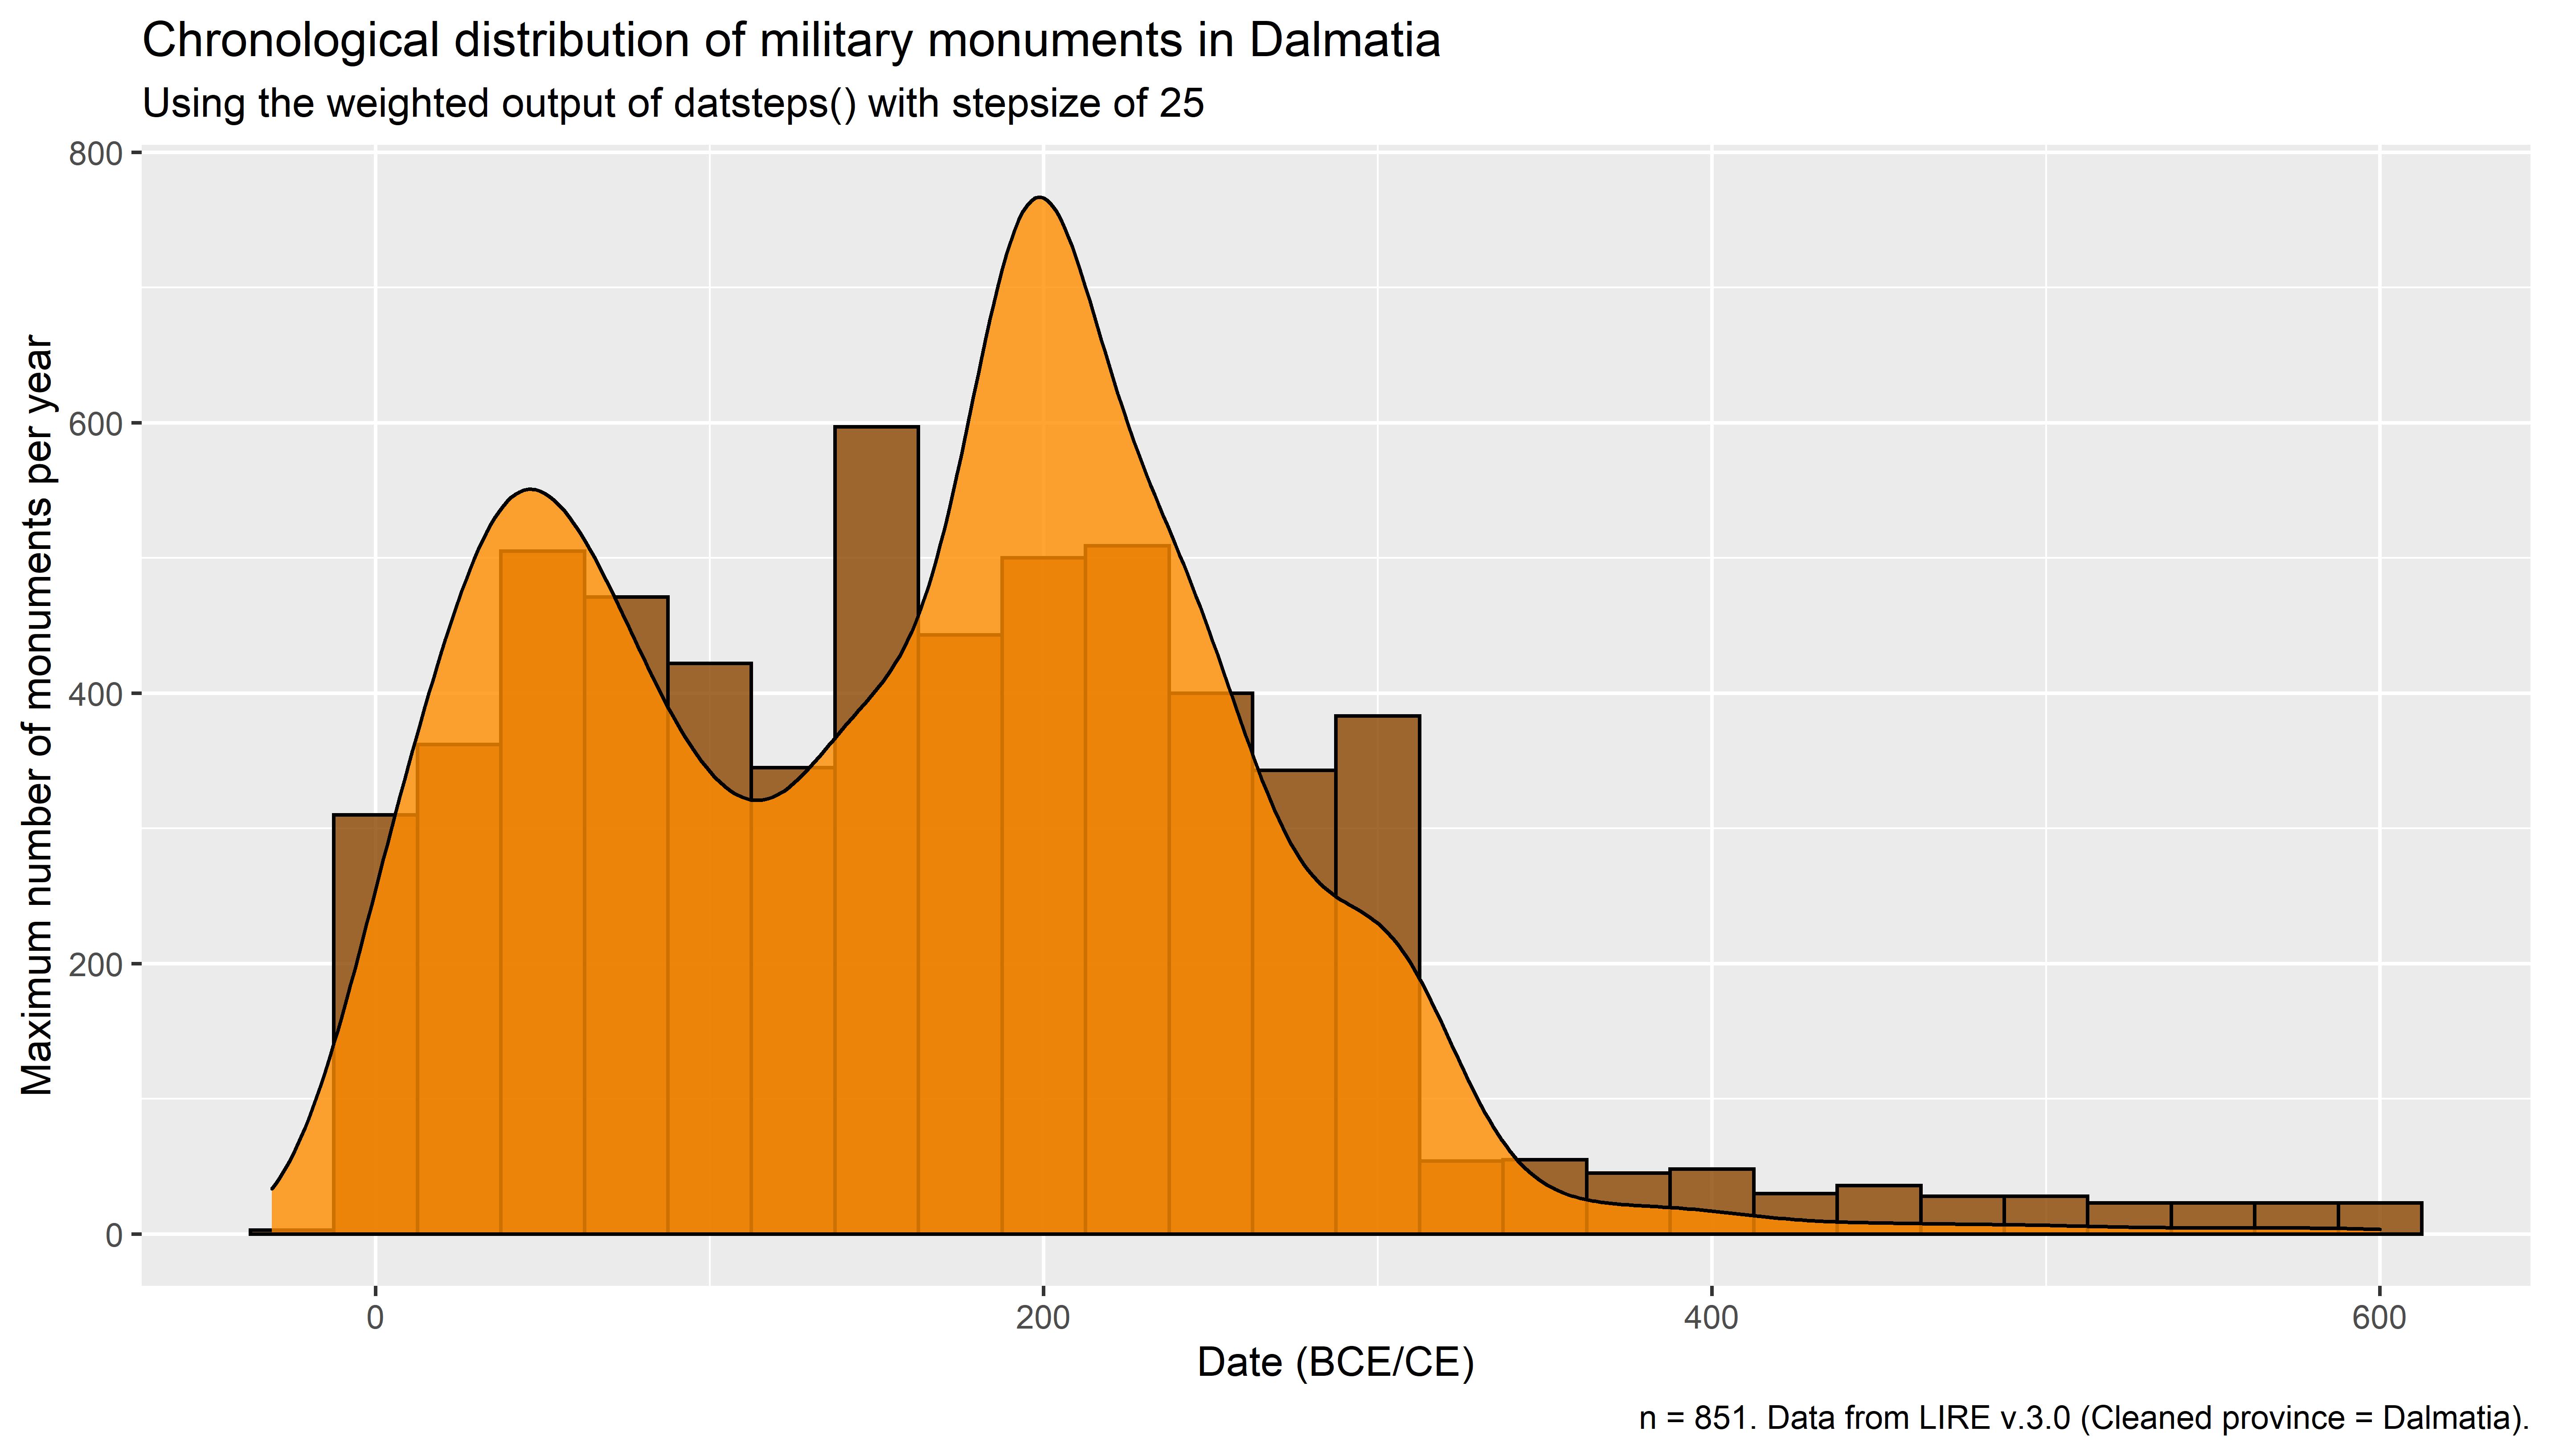 Chronological distribution of military monuments in Dalmatia
Using the weighted output of datsteps() with stepsize of 25
Maximum number of monuments per year
800
600
400
200
0
0
200
400
600
Date (BCE/CE)
n = 851. Data from LIRE v.3.0 (Cleaned province = Dalmatia).